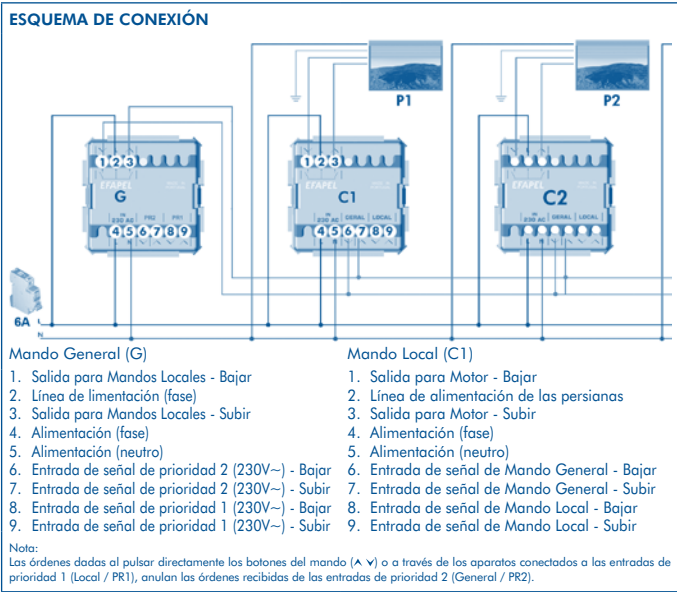 ESQUEMA DE CONEXIÓN
P1
P2
1 2 3
1 2 3
EFAPEL
EFAPEL
EFAPEL
G
C1
C2
IN
230 AC PR2 PR1
IN
230 AC GERAL LOCAL
IN
230 AC GERAL LOCAL
4 5 6 7 8 9
4 5 6 7 8 9
6A
L
N
Mando General (G)
1. Salida para Mandos Locales - Bajar
2. Línea de limentación (fase)
3. Salida para Mandos Locales - Subir
4. Alimentación (fase)
5. Alimentación (neutro)
6. Entrada de señal de prioridad 2 (230V~) - Bajar
7. Entrada de señal de prioridad 2 (230V~) - Subir
8. Entrada de señal de prioridad 1 (230V~) - Bajar
9. Entrada de señal de prioridad 1 (230V~) - Subir
Mando Local (C1)
1. Salida para Motor - Bajar
2. Línea de alimentación de las persianas
3. Salida para Motor - Subir
4. Alimentación (fase)
5. Alimentación (neutro)
6. Entrada de señal de Mando General - Bajar
7. Entrada de señal de Mando General - Subir
8. Entrada de señal de Mando Local - Bajar
9. Entrada de señal de Mando Local - Subir
Nota:
Las órdenes dadas al pulsar directamente los botones del mando (⋏ ⋎) o a través de los aparatos conectados a las entradas de
prioridad 1 (Local / PR1), anulan las órdenes recibidas de las entradas de prioridad 2 (General / PR2).